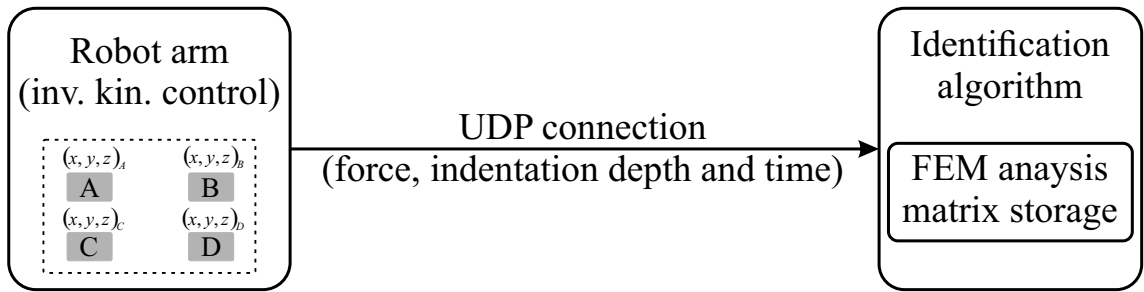 Robot arm
(inv. kin. control)
(x, y, z)A (x, y, z)B
A B
(x, y, z)C (x, y, z)D
C D
UDP connection
(force, indentation depth and time)
Identification
algorithm
FEM anaysis
matrix storage